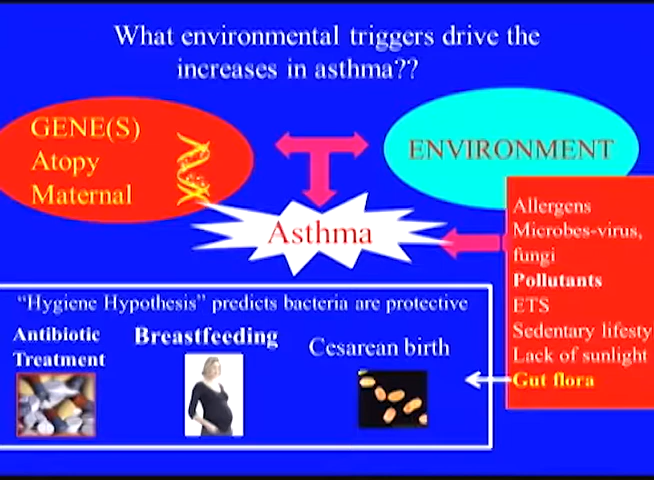 What environmental triggers drive the
increases in asthma??
GENE(S)
Atopy
Maternal
ENVIRONMENT
Asthma
Allergens
Microbes-virus,
fungi
Pollutants
ETS
Sedentary lifesty
Lack of sunlight
Gut flora
“Hygiene Hypothesis” predicts bacteria are protective
Antibiotic
Treatment
Breastfeeding
Cesarean birth